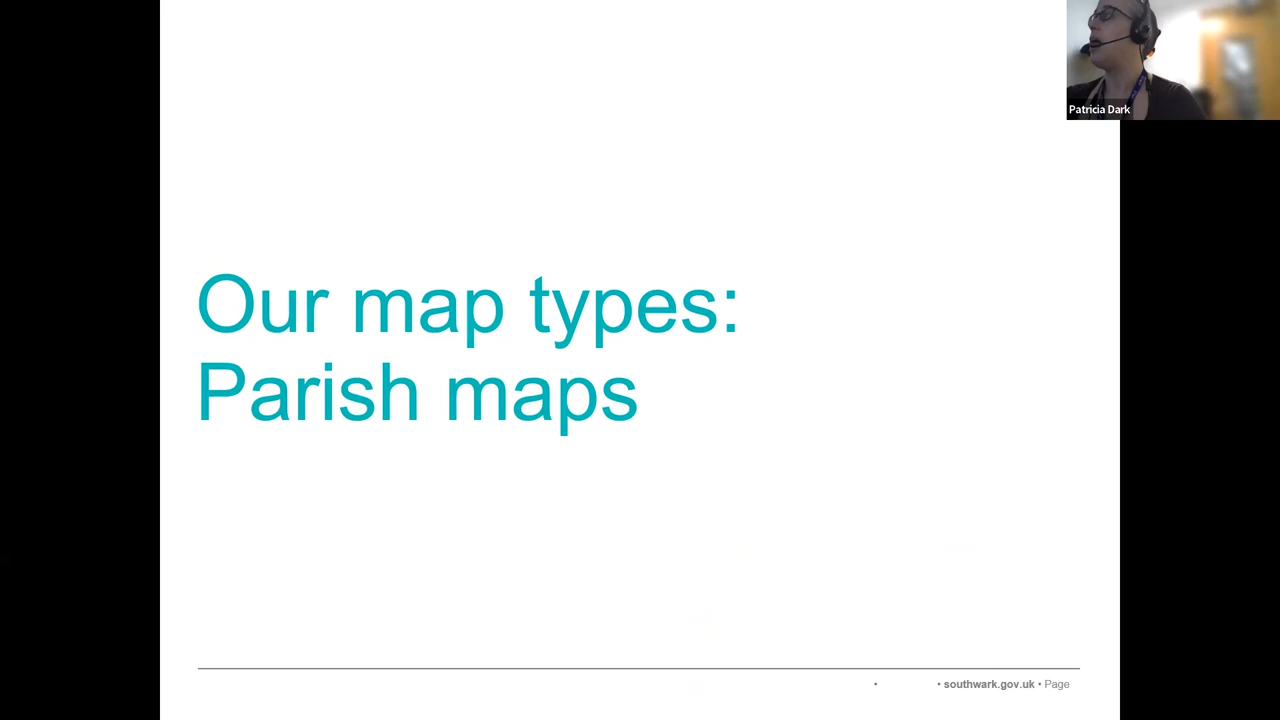 Patricia Dark
Our map types:
Parish maps
• • southwark.gov.uk • Page